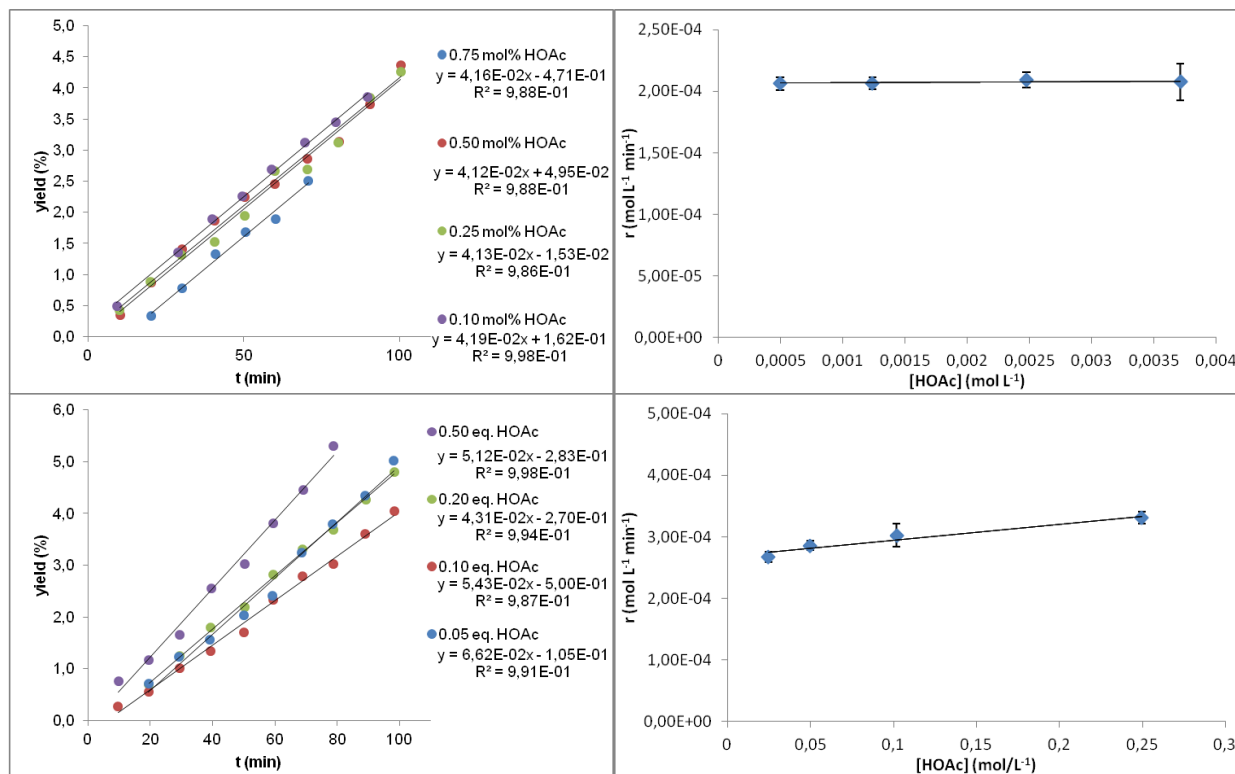 5,0
4,5
4,0
3,5
3,0
2,5
2,0
1,5
1,0
0,5
0,0
yield (%)
0
50
100
t (min)
0.75 mol% HOAc
y = 4,16E-02x - 4,71E-01
R² = 9,88E-01
0.50 mol% HOAc
y = 4,12E-02x + 4,95E-02
R² = 9,88E-01
0.25 mol% HOAc
y = 4,13E-02x - 1,53E-02
R² = 9,86E-01
0.10 mol% HOAc
y = 4,19E-02x + 1,62E-01
R² = 9,98E-01
2,50E-04
2,00E-04
1,50E-04
1,00E-04
5,00E-05
0,00E+00
r (mol L⁻¹ min⁻¹)
0
0,0005
0,001
0,0015
0,002
0,0025
0,003
0,0035
0,004
[HOAc] (mol L⁻¹)
6,0
5,0
4,0
3,0
2,0
1,0
0,0
yield (%)
0
20
40
60
80
100
t (min)
0.50 eq. HOAc
y = 5,12E-02x - 2,83E-01
R² = 9,98E-01
0.20 eq. HOAc
y = 4,31E-02x - 2,70E-01
R² = 9,94E-01
0.10 eq. HOAc
y = 5,43E-02x - 5,00E-01
R² = 9,87E-01
0.05 eq. HOAc
y = 6,62E-02x - 1,05E-01
R² = 9,91E-01
5,00E-04
4,00E-04
3,00E-04
2,00E-04
1,00E-04
0,00E+00
r (mol L⁻¹ min⁻¹)
0
0,05
0,1
0,15
0,2
0,25
0,3
[HOAc] (mol/L⁻¹)